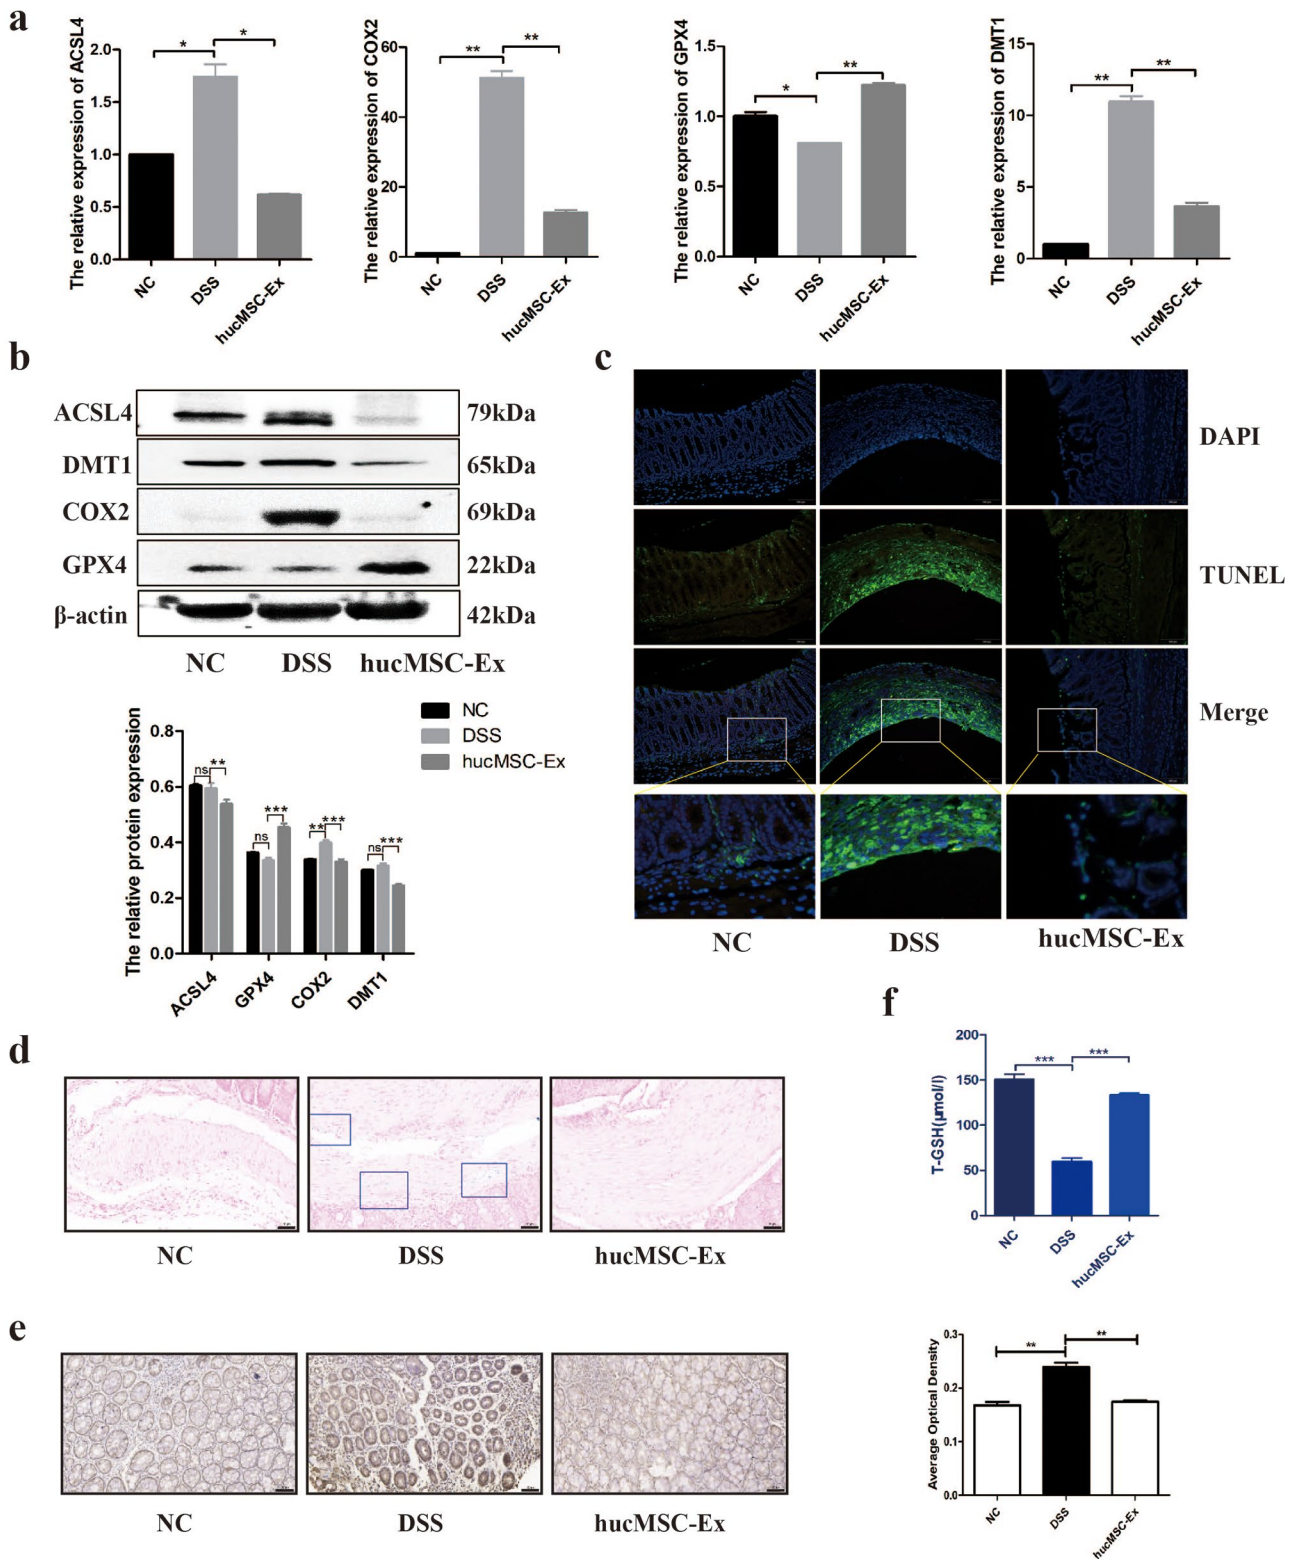 a
The relative expression of ACSL4
2.0
1.5
1.0
0.5
0.0
*
*
NC
DSS
hucMSC-Ex
The relative expression of COX2
60
40
20
0
**
**
NC
DSS
hucMSC-Ex
The relative expression of GPX4
1.5
1.0
0.5
0.0
*
**
NC
DSS
hucMSC-Ex
The relative expression of DMT1
15
10
5
0
**
**
NC
DSS
hucMSC-Ex
b
ACSL4 79kDa
DMT1 65kDa
COX2 69kDa
GPX4 22kDa
β-actin 42kDa
NC DSS hucMSC-Ex
NC
DSS
hucMSC-Ex
The relative protein expression
0.8
0.6
0.4
0.2
0.0
ns **
ns ***
** ***
ns ***
ACSL4
GPX4
COX2
DMT1
c
DAPI
TUNEL
Merge
NC DSS hucMSC-Ex
d
NC DSS hucMSC-Ex
e
NC DSS hucMSC-Ex
f
T-GSH(μmol/l)
200
150
100
50
0
***
***
NC
DSS
hucMSC-Ex
Average Optical Density
0.3
0.2
0.1
0.0
**
**
NC
DSS
hucMSC-Ex